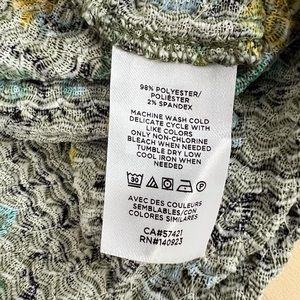 98% POLYESTER/
POLIÉSTER
2% SPANDEX
MACHINE WASH COLD
DELICATE CYCLE WITH
LIKE COLORS
ONLY NON-CHLORINE
BLEACH WHEN NEEDED
TUMBLE DRY LOW
COOL IRON WHEN
NEEDED
AVEC DES COULEURS
SEMBLABLES/CON
COLORES SIMILARES
CA#57421
RN#140923